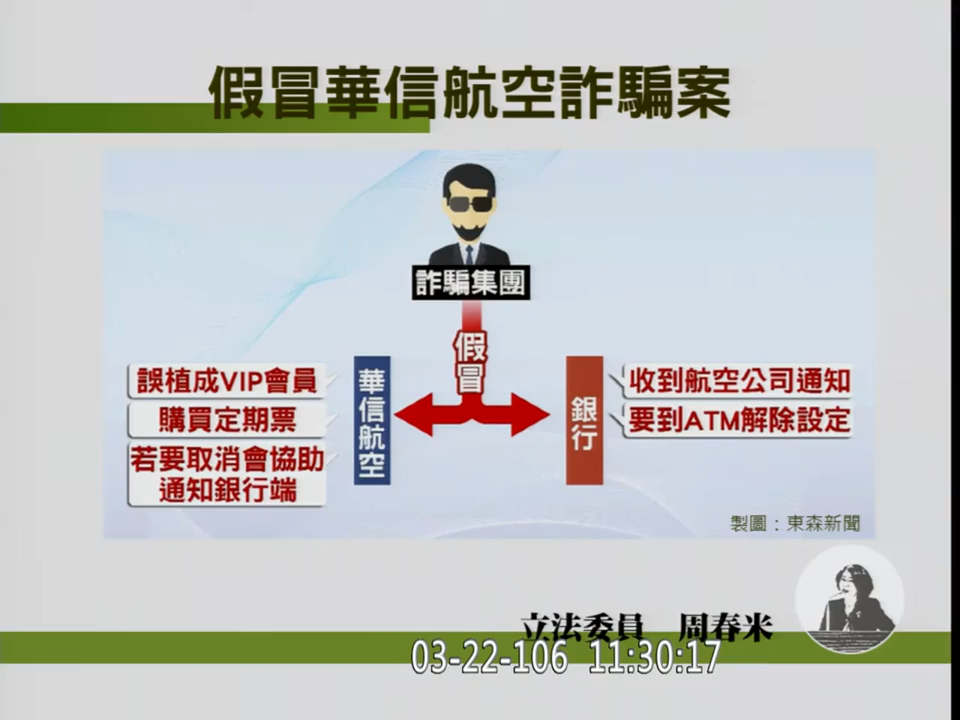 假冒華信航空詐騙案
詐騙集團
假冒
誤植成VIP會員
購買定期票
若要取消會協助
通知銀行端
華信航空
銀行
收到航空公司通知
要到ATM解除設定
製圖：東森新聞
立法委員 周春米
03-22-106 11:30:17